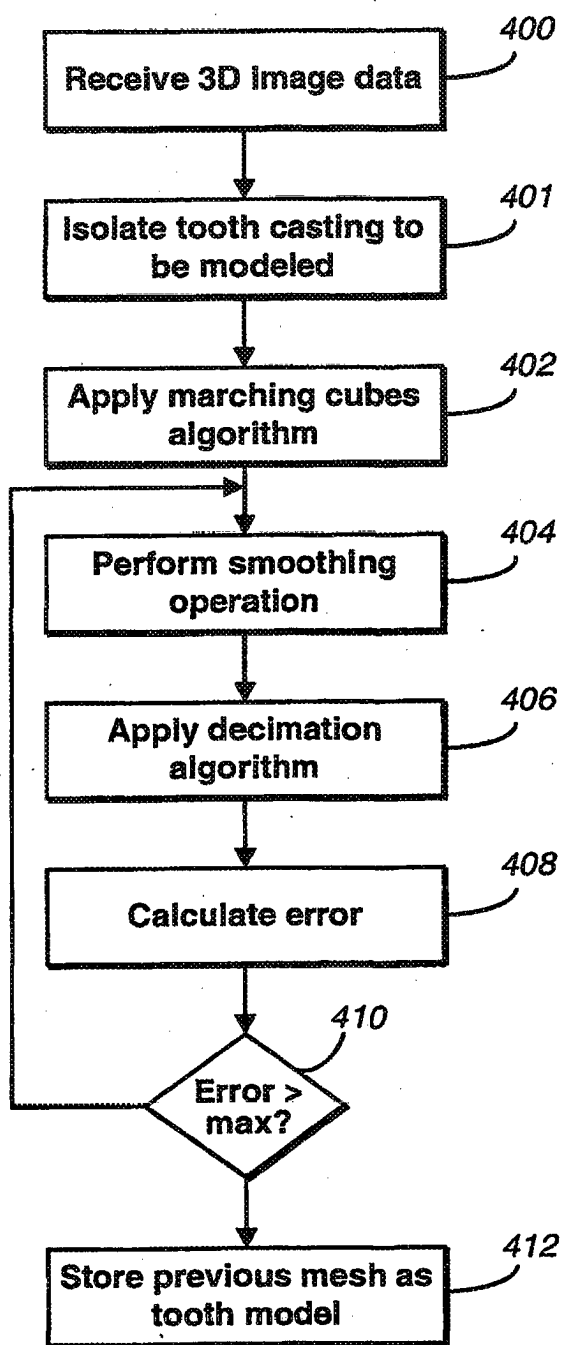 400
Receive 3D Image data
401
Isolate tooth casting to
be modeled
402
Apply marching cubes
algorithm
404
Perform smoothing
operation
406
Apply decimation
algorithm
408
Calculate error
410
Error >
max?
412
Store previous mesh as
tooth model